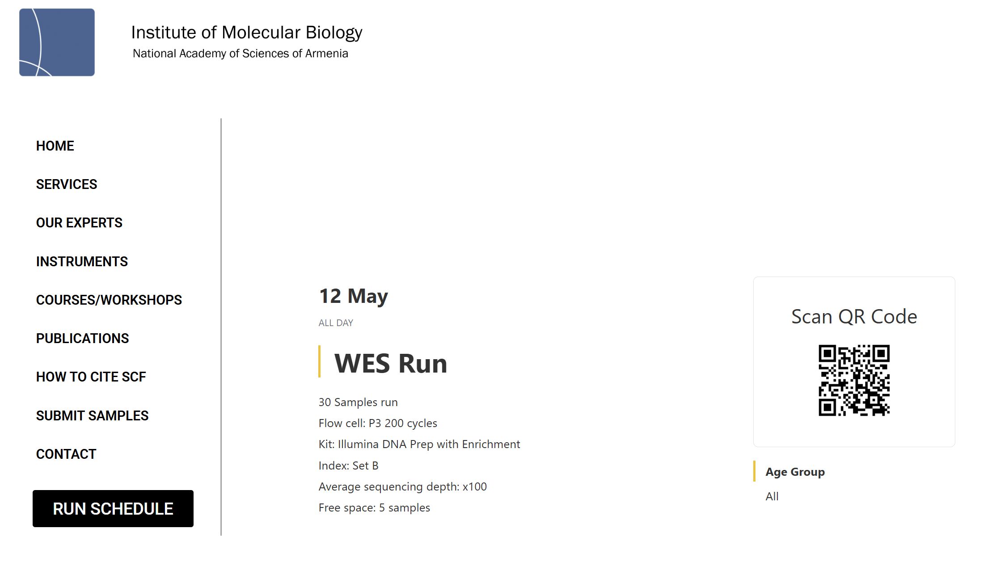 Institute of Molecular Biology
National Academy of Sciences of Armenia
HOME
SERVICES
OUR EXPERTS
INSTRUMENTS
COURSES/WORKSHOPS
PUBLICATIONS
HOW TO CITE SCF
SUBMIT SAMPLES
CONTACT
RUN SCHEDULE
12 May
ALL DAY
WES Run
30 Samples run
Flow cell: P3 200 cycles
Kit: Illumina DNA Prep with Enrichment
Index: Set B
Average sequencing depth: x100
Free space: 5 samples
Scan QR Code
Age Group
All